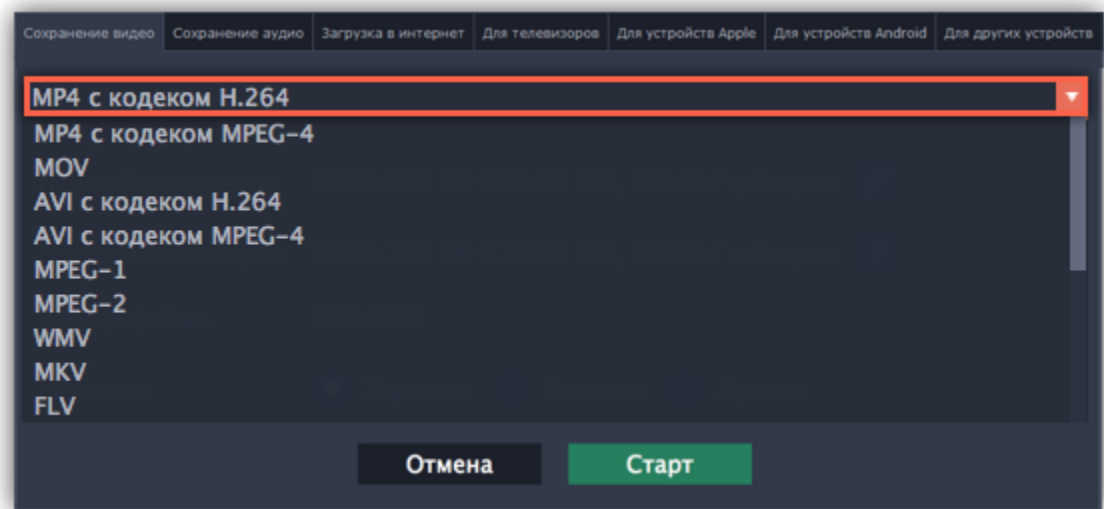 Сохранение видео Сохранение аудио Загрузка в интернет Для телевизоров Для устройств Apple Для устройств Android Для других устройств
MP4 с кодеком H.264
MP4 с кодеком MPEG-4
MOV
AVI с кодеком H.264
AVI с кодеком MPEG-4
MPEG-1
MPEG-2
WMV
MKV
FLV
Отмена Старт